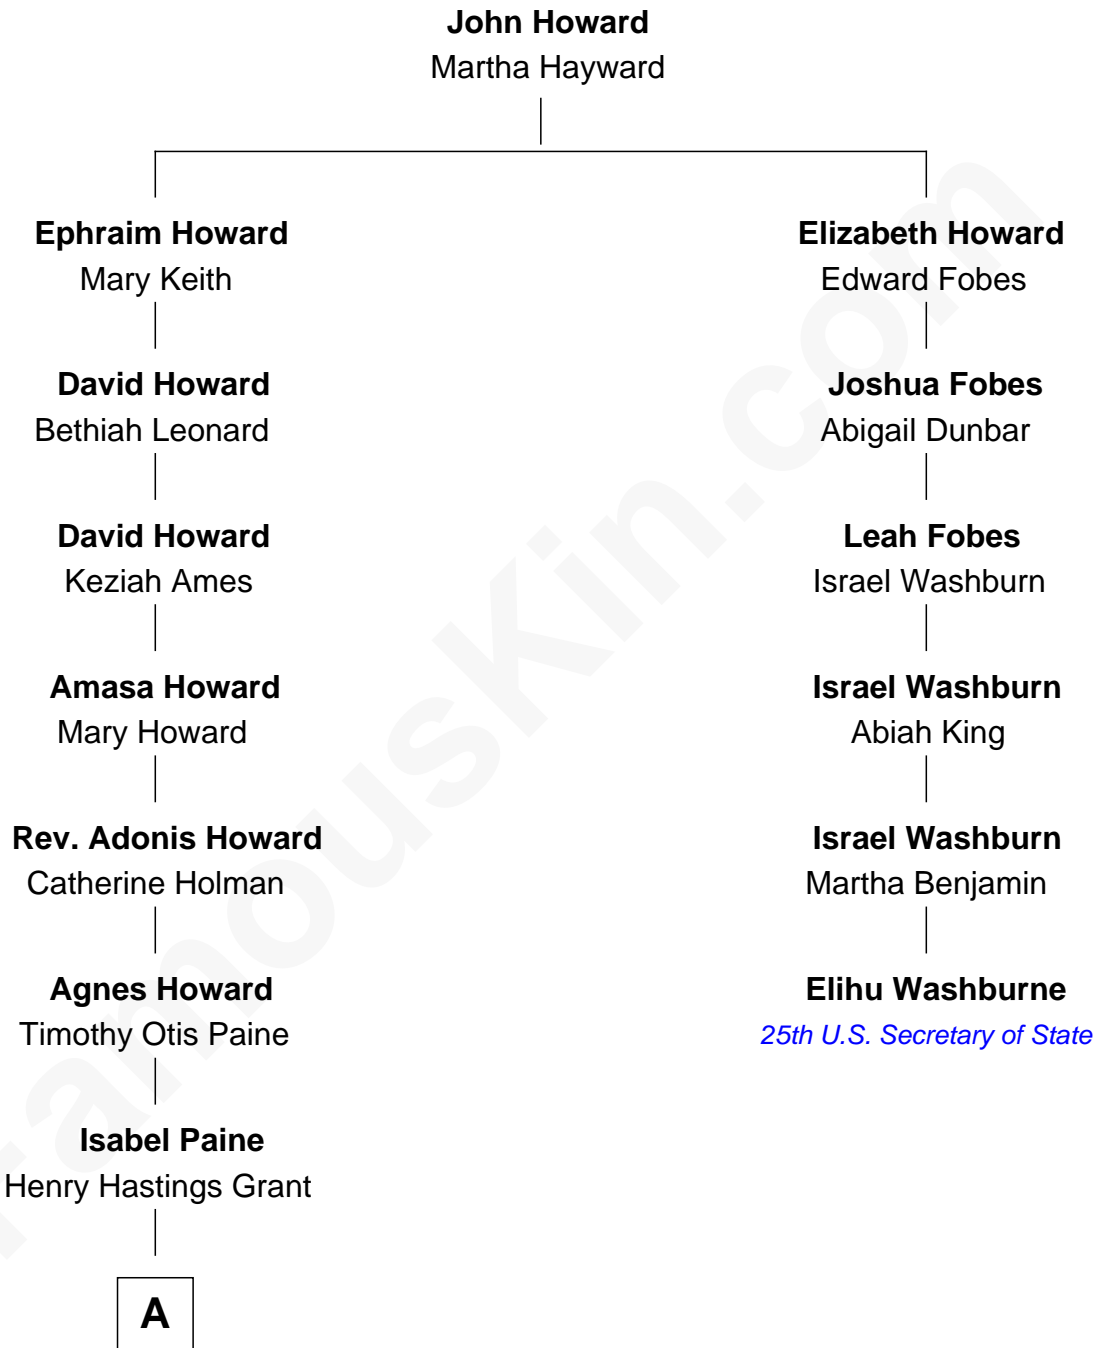 John Howard
Martha Hayward
Ephraim Howard
Mary Keith
David Howard
Bethiah Leonard
David Howard
Keziah Ames
Amasa Howard
Mary Howard
Rev. Adonis Howard
Catherine Holman
Agnes Howard
Timothy Otis Paine
Isabel Paine
Henry Hastings Grant
A
Elizabeth Howard
Edward Fobes
Joshua Fobes
Abigail Dunbar
Leah Fobes
Israel Washburn
Israel Washburn
Abiah King
Israel Washburn
Martha Benjamin
Elihu Washburne
25th U.S. Secretary of State
famouskin.com